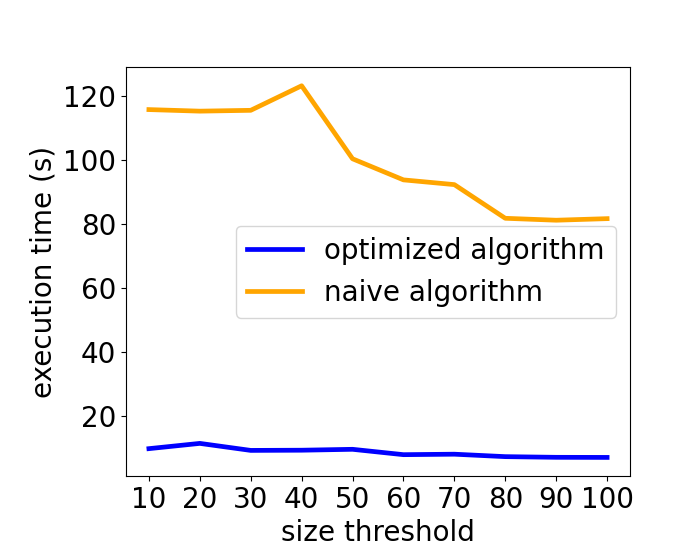 execution time (s)
120
100
80
60
40
20
optimized algorithm
naive algorithm
10 20 30 40 50 60 70 80 90 100
size threshold